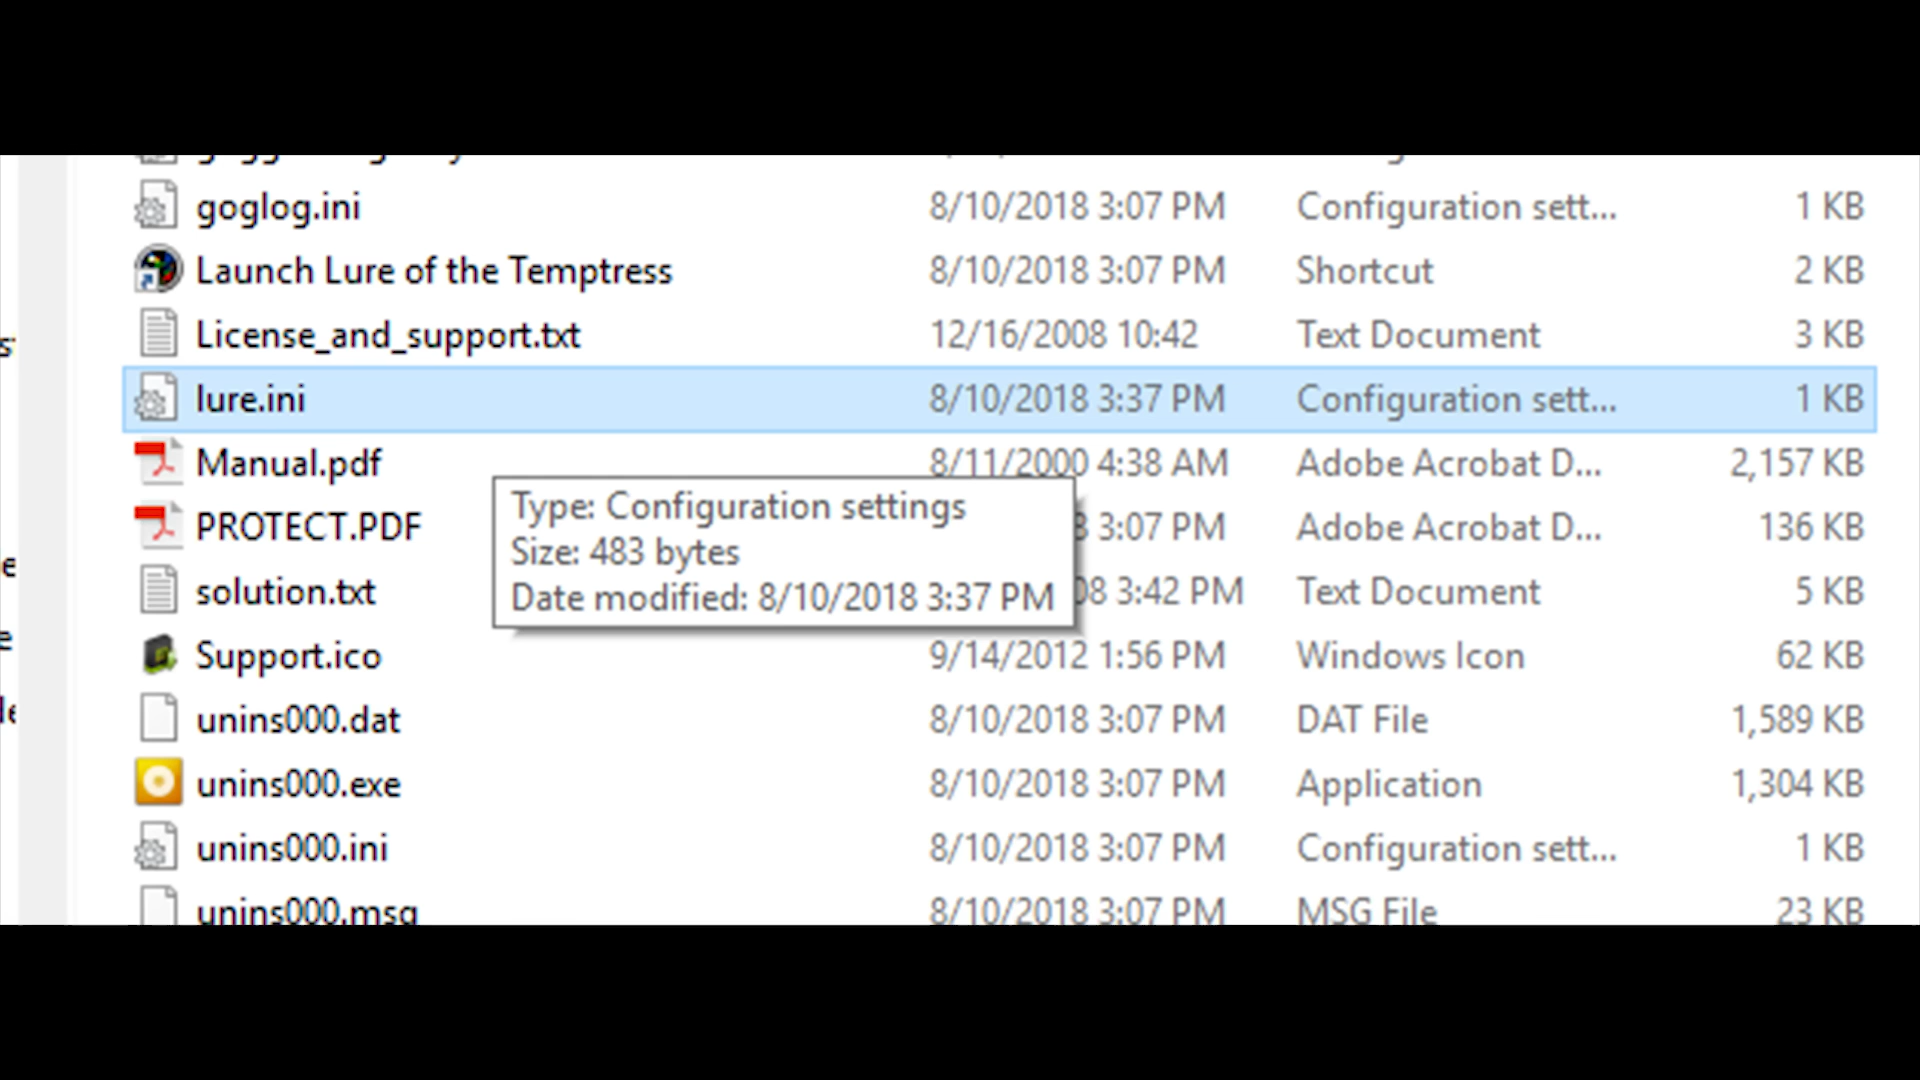 goglog.ini 8/10/2018 3:07 PM Configuration sett... 1 KB
Launch Lure of the Temptress 8/10/2018 3:07 PM Shortcut 2 KB
License_and_support.txt 12/16/2008 10:42 Text Document 3 KB
lure.ini 8/10/2018 3:37 PM Configuration sett... 1 KB
Manual.pdf 8/11/2000 4:38 AM Adobe Acrobat D... 2,157 KB
Type: Configuration settings
Size: 483 bytes
Date modified: 8/10/2018 3:37 PM
PROTECT.PDF 3:07 PM Adobe Acrobat D... 136 KB
solution.txt 08 3:42 PM Text Document 5 KB
Support.ico 9/14/2012 1:56 PM Windows Icon 62 KB
unins000.dat 8/10/2018 3:07 PM DAT File 1,589 KB
unins000.exe 8/10/2018 3:07 PM Application 1,304 KB
unins000.ini 8/10/2018 3:07 PM Configuration sett... 1 KB
unins000.msg 8/10/2018 3:07 PM MSG File 23 KB